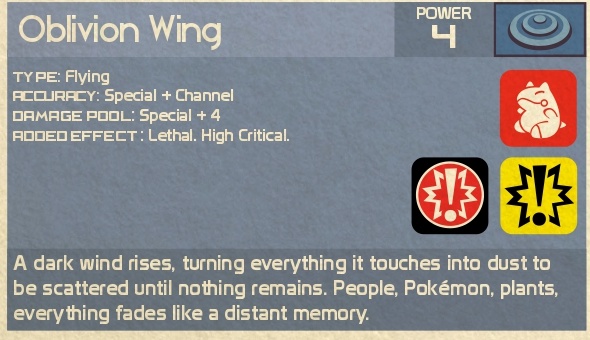 Oblivion Wing
POWER
4
TYPE: Flying
ACCURACY: Special + Channel
DAMAGE POOL: Special + 4
ADDED EFFECT: Lethal. High Critical.
A dark wind rises, turning everything it touches into dust to
be scattered until nothing remains. People, Pokémon, plants,
everything fades like a distant memory.